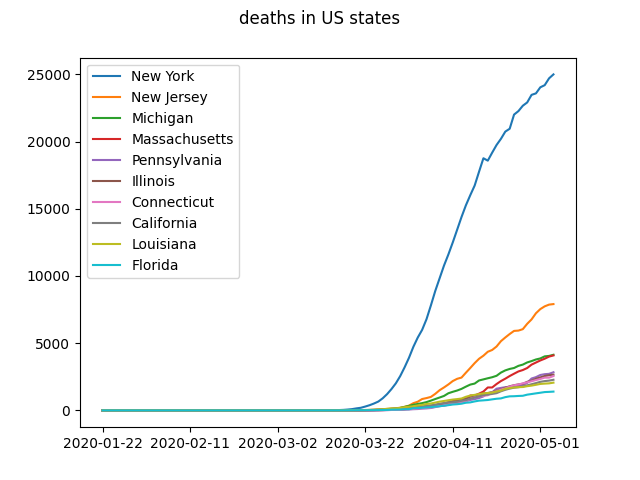 deaths in US states
25000
20000
15000
10000
5000
0
New York
New Jersey
Michigan
Massachusetts
Pennsylvania
Illinois
Connecticut
California
Louisiana
Florida
2020-01-22 2020-02-11 2020-03-02 2020-03-22 2020-04-11 2020-05-01